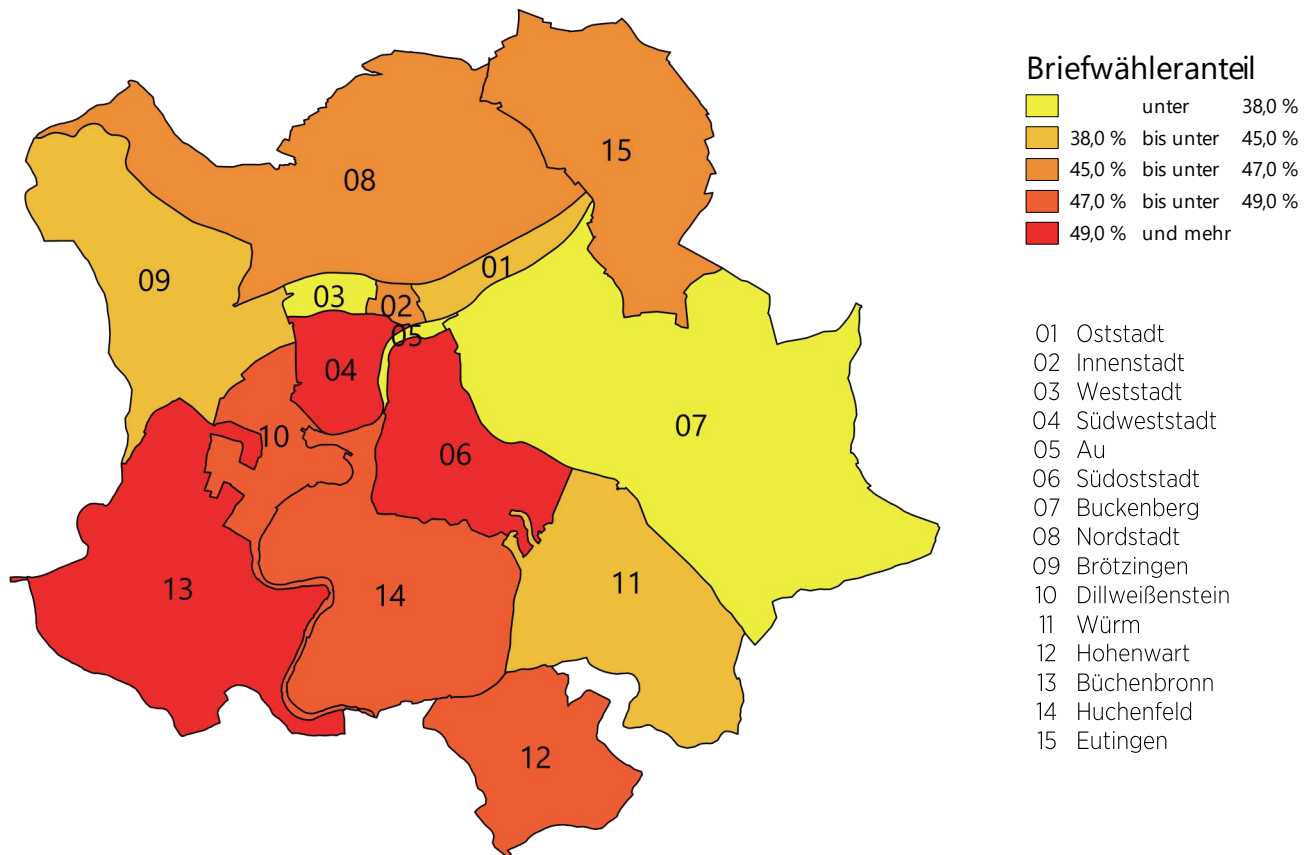 Briefwähleranteil
unter 38,0 %
38,0 % bis unter 45,0 %
45,0 % bis unter 47,0 %
47,0 % bis unter 49,0 %
49,0 % und mehr
01 Oststadt
02 Innenstadt
03 Weststadt
04 Südweststadt
05 Au
06 Südoststadt
07 Buckenberg
08 Nordstadt
09 Brötzingen
10 Dillweißenstein
11 Würm
12 Hohenwart
13 Büchenbronn
14 Huchenfeld
15 Eutingen
15
08
01
09
03
02
05
04
07
10
06
11
13
14
12